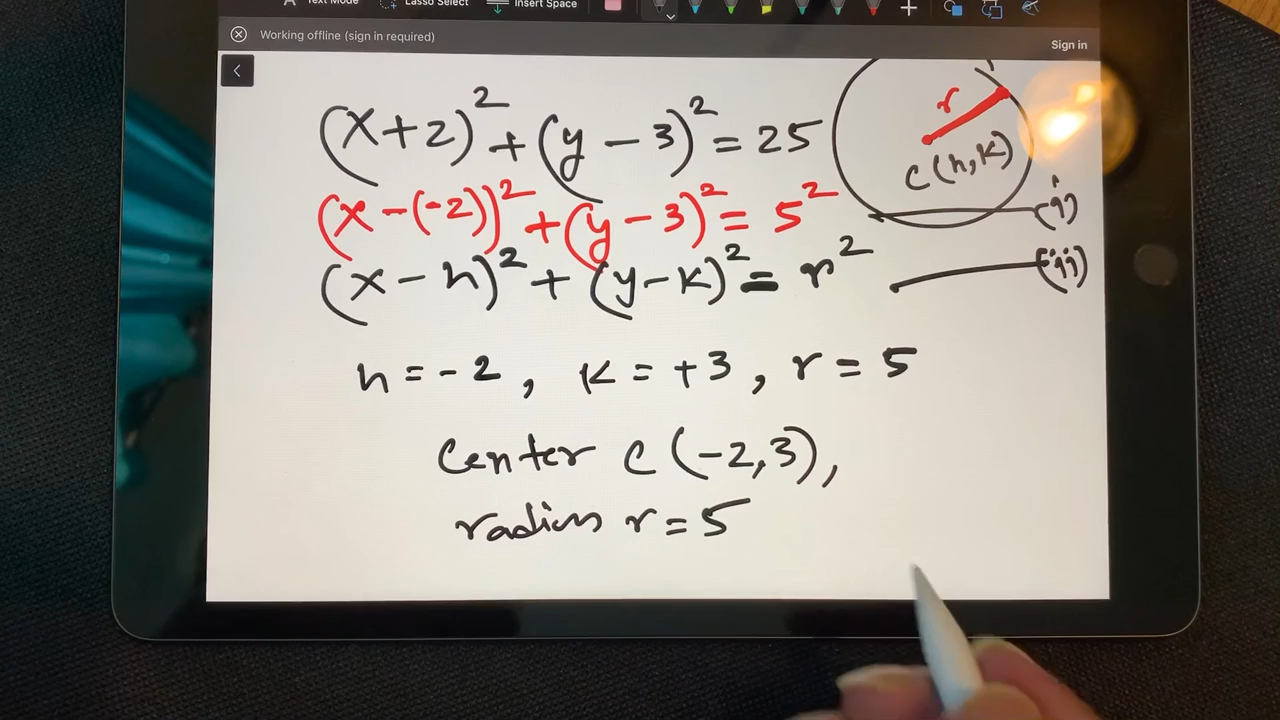 Text Mode Lasso Select Insert Space
Working offline (sign in required)
Sign in
(x+2)² + (y-3)² = 25
r
C(h,k)
(x-(-2))² + (y-3)² = 5² (i)
(x-h)² + (y-k)² = r² (ii)
h = -2, k = +3, r = 5
Center C (-2,3),
radius r = 5